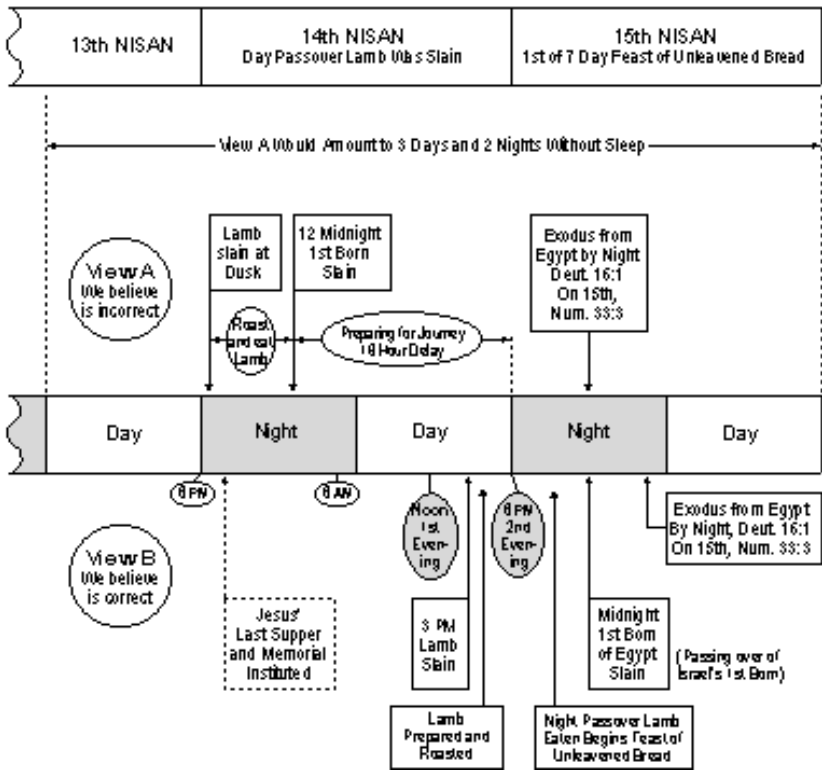 13th NISAN
14th NISAN
Day Passover Lamb Was Slain
15th NISAN
1st of 7 Day Feast of Unleavened Bread
View A Would Amount to 3 Days and 2 Nights Without Sleep
View A
We believe
is incorrect
Lamb
slain at
Dusk
12 Midnight
1st Born
Slain
Exodus from
Egypt by Night
Deut. 16:1
On 15th,
Num. 33:3
Roast
and eat
Lamb
Preparing for Journey
18 Hour Delay
Day
Night
Day
Night
Day
6 PM
6 AM
Noon
1st
Even-
ing
6 PM
2nd
Even-
ing
Exodus from Egypt
By Night, Deut. 16:1
On 15th, Num. 33:3
View B
We believe
is correct
Jesus'
Last Supper
and Memorial
Instituted
3 PM
Lamb
Slain
Midnight
1st Born
of Egypt
Slain
(Passing over of
Israel's 1st Born)
Lamb
Prepared and
Roasted
Night Passover Lamb
Eaten Begins Feast of
Unleavened Bread